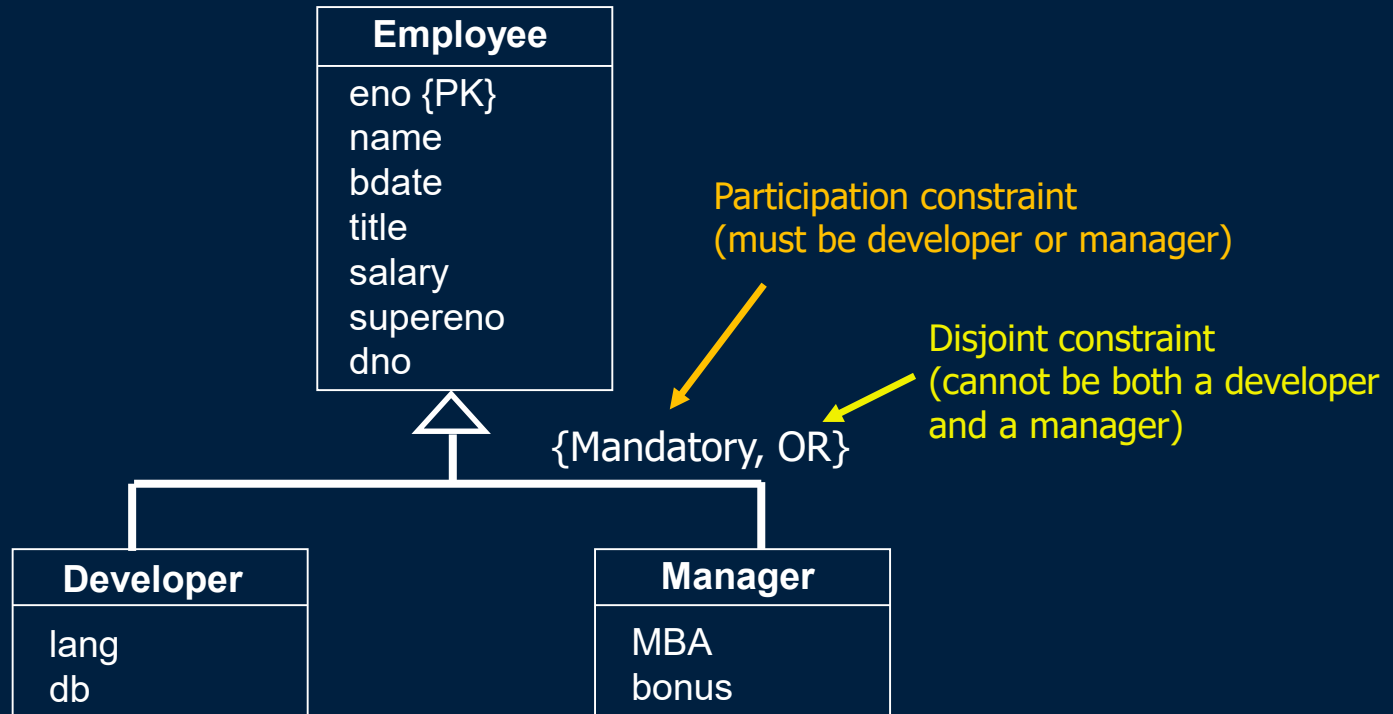 Employee
eno {PK}
name
bdate
title
salary
supereno
dno
Participation constraint
(must be developer or manager)
Disjoint constraint
(cannot be both a developer
and a manager)
{Mandatory, OR}
Developer
lang
db
Manager
MBA
bonus